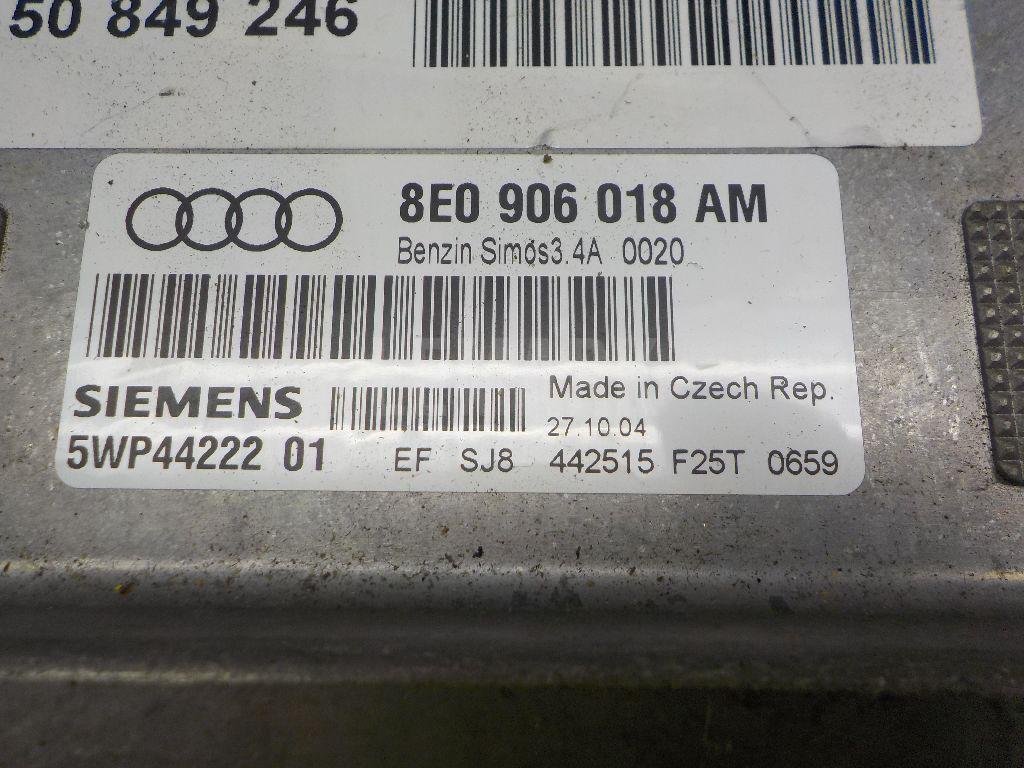 50 849 246
8E0 906 018 AM
Benzin Simos3.4A 0020
SIEMENS
Made in Czech Rep.
27.10.04
5WP44222 01 EF SJ8 442515 F25T 0659